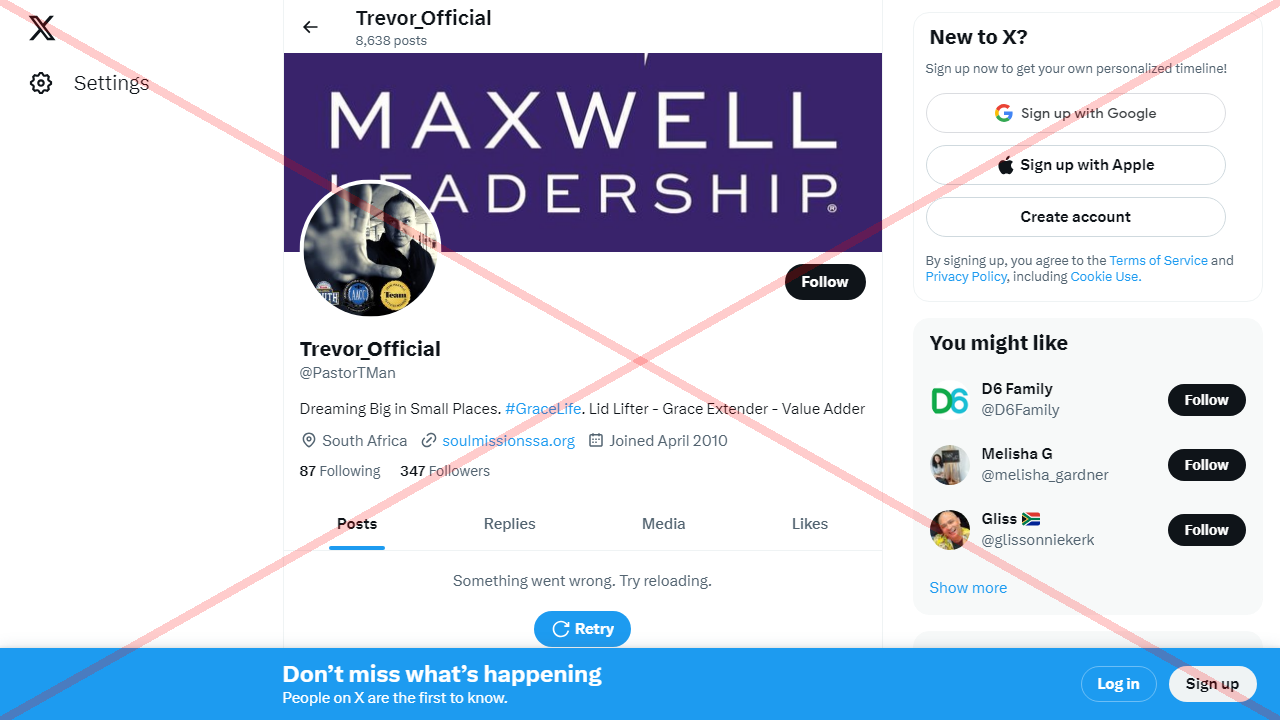 Settings
Trevor_Official
8,638 posts
MAXWELL
LEADERSHIP®
Follow
Trevor_Official
@PastorTMan
Dreaming Big in Small Places. #GraceLife. Lid Lifter - Grace Extender - Value Adder
South Africa soulmissionssa.org Joined April 2010
87 Following 347 Followers
Posts Replies Media Likes
Something went wrong. Try reloading.
Retry
New to X?
Sign up now to get your own personalized timeline!
Sign up with Google
Sign up with Apple
Create account
By signing up, you agree to the Terms of Service and
Privacy Policy, including Cookie Use.
You might like
D6 Family
@D6Family
Follow
Melisha G
@melisha_gardner
Follow
Gliss
@glissonniekerk
Follow
Show more
Don’t miss what’s happening
People on X are the first to know.
Log in
Sign up